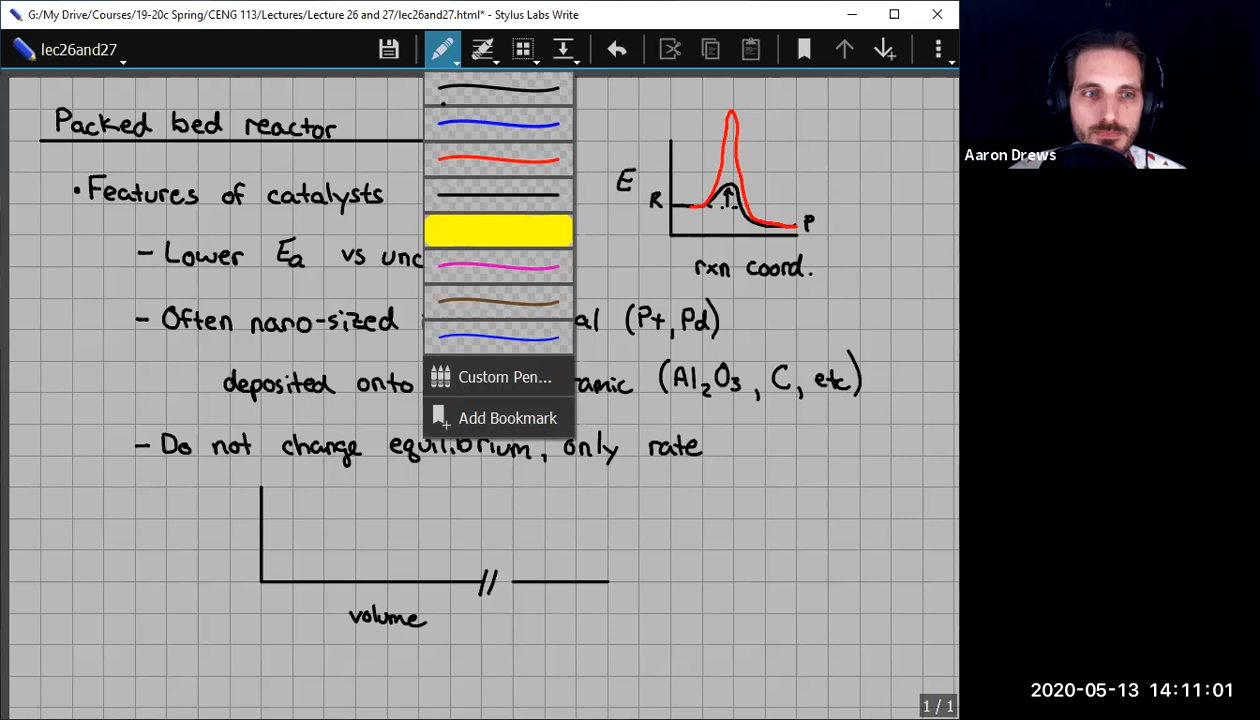 G:/My Drive/Courses/19-20c Spring/CENG 113/Lectures/Lecture 26 and 27/lec26and27.html* - Stylus Labs Write
lec26and27
Packed bed reactor
• Features of catalysts
- Lower Ea vs unc
- Often nano-sized al (Pt, Pd)
deposited onto ramic (Al2O3, C, etc)
- Do not change equilibrium, only rate
volume
E
R
P
rxn coord.
Custom Pen...
Add Bookmark
1 / 1
Aaron Drews
2020-05-13 14:11:01